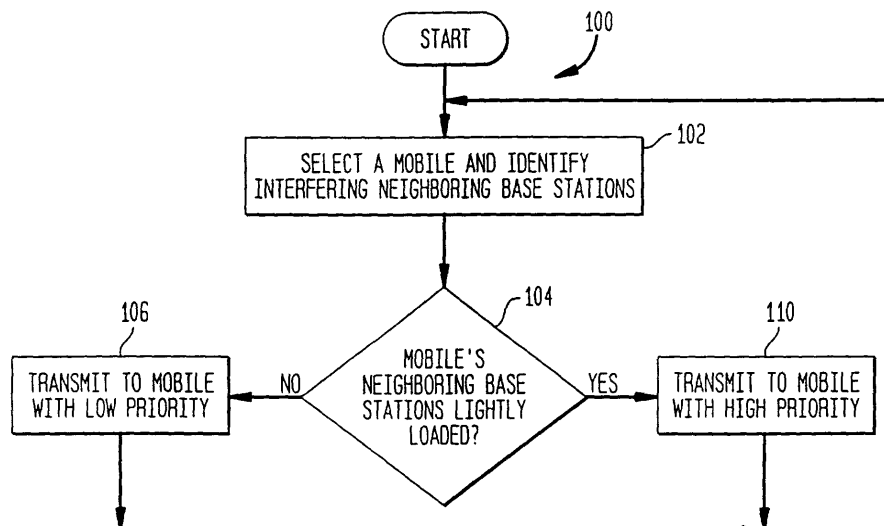 START
100
SELECT A MOBILE AND IDENTIFY
INTERFERING NEIGHBORING BASE STATIONS
102
104
MOBILE'S
NEIGHBORING BASE
STATIONS LIGHTLY
LOADED?
NO
YES
106
TRANSMIT TO MOBILE
WITH LOW PRIORITY
110
TRANSMIT TO MOBILE
WITH HIGH PRIORITY